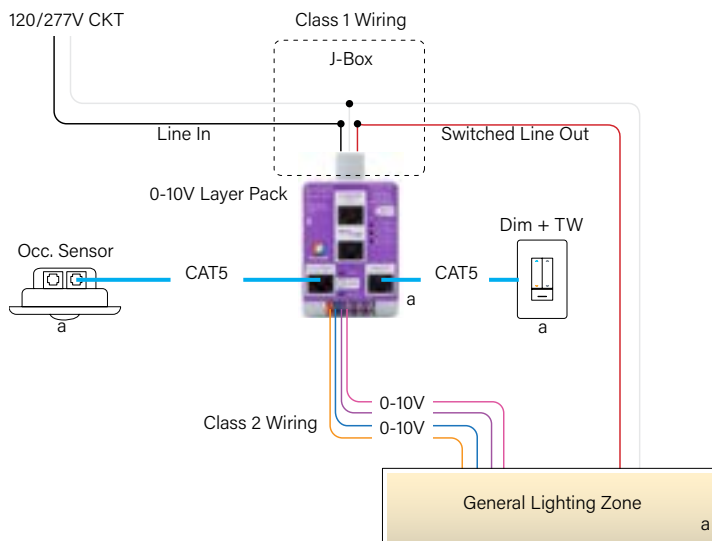 120/277V CKT
Class 1 Wiring
J-Box
Line In
Switched Line Out
0-10V Layer Pack
Dim + TW
Occ. Sensor
CAT5
CAT5
a
a
a
0-10V
Class 2 Wiring
0-10V
General Lighting Zone
a